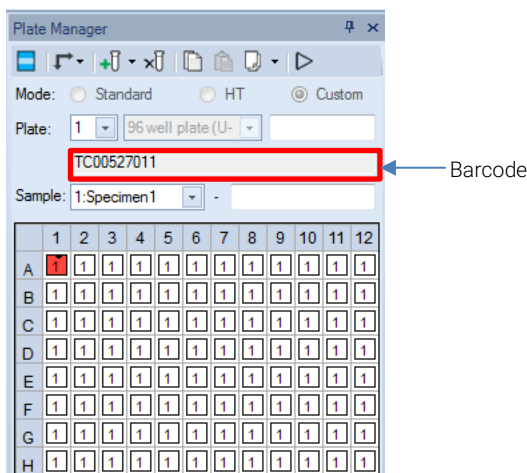 Plate Manager
Mode: Standard HT Custom
Plate: 1 96 well plate (U-
TC00527011
Barcode
Sample: 1:Specimen1 -
1 2 3 4 5 6 7 8 9 10 11 12
A 1 1 1 1 1 1 1 1 1 1 1 1
B 1 1 1 1 1 1 1 1 1 1 1 1
C 1 1 1 1 1 1 1 1 1 1 1 1
D 1 1 1 1 1 1 1 1 1 1 1 1
E 1 1 1 1 1 1 1 1 1 1 1 1
F 1 1 1 1 1 1 1 1 1 1 1 1
G 1 1 1 1 1 1 1 1 1 1 1 1
H 1 1 1 1 1 1 1 1 1 1 1 1